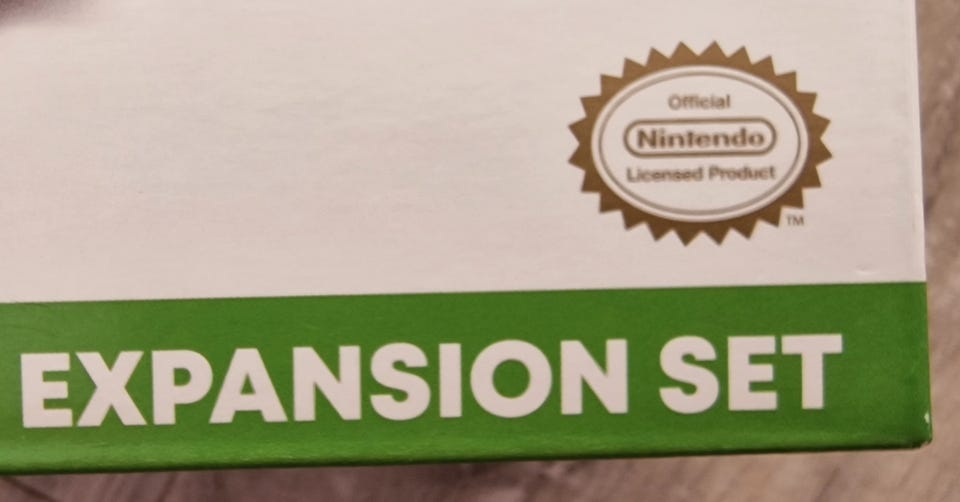 Official
Nintendo
Licensed Product
TM
EXPANSION SET